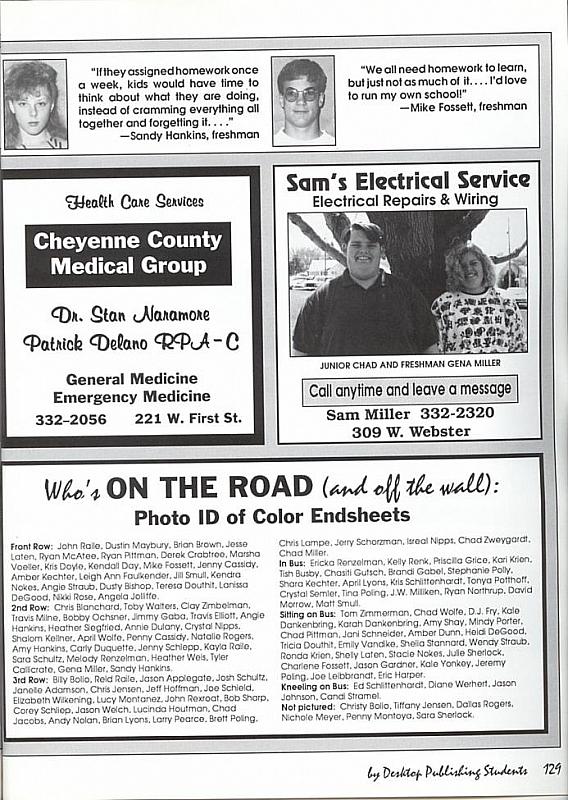 "If they assigned homework once
a week, kids would have time to
think about what they are doing,
instead of cramming everything all
together and forgetting it. . . ."
—Sandy Hankins, freshman
"We all need homework to learn,
but just not as much of it. . . . I'd love
to run my own school!"
—Mike Fossett, freshman
Health Care Services
Cheyenne County
Medical Group
Dr. Stan Naramore
Patrick Delano RPA-C
General Medicine
Emergency Medicine
332-2056 221 W. First St.
Sam's Electrical Service
Electrical Repairs & Wiring
JUNIOR CHAD AND FRESHMAN GENA MILLER
Call anytime and leave a message
Sam Miller 332-2320
309 W. Webster
Who's ON THE ROAD (and off the wall):
Photo ID of Color Endsheets
Front Row: John Raile, Dustin Maybury, Brian Brown, Jesse
Laten, Ryan McAtee, Ryan Pittman, Derek Crabtree, Marsha
Voeller, Kris Doyle, Kendall Day, Mike Fossett, Jenny Cassidy,
Amber Kechter, Leigh Ann Faulkender, Jill Smull, Kendra
Nokes, Angie Straub, Dusty Bishop, Teresa Douthit, Lanissa
DeGood, Nikki Rose, Angela Jolliffe.
2nd Row: Chris Blanchard, Toby Walters, Clay Zimbelman,
Travis Milne, Bobby Ochsner, Jimmy Gaba, Travis Elliott, Angie
Hankins, Heather Siegfried, Annie Dulany, Crystal Nipps,
Shalom Kellner, April Wolfe, Penny Cassidy, Natalie Rogers,
Amy Hankins, Carly Duquette, Jenny Schlepp, Kayla Raile,
Sara Schultz, Melody Renzelman, Heather Weis, Tyler
Callicrate, Gena Miller, Sandy Hankins.
3rd Row: Billy Bolio, Reid Raile, Jason Applegate, Josh Schultz,
Janelle Adamson, Chris Jensen, Jeff Hoffman, Joe Schield,
Elizabeth Wilkening, Lucy Montanez, John Rexroat, Bob Sharp,
Corey Schliep, Jason Welch, Lucinda Houtman, Chad
Jacobs, Andy Nolan, Brian Lyons, Larry Pearce, Brett Poling,
Chris Lampe, Jerry Schorzman, Isreal Nipps, Chad Zweygardt,
Chad Miller.
In Bus: Ericka Renzelman, Kelly Renk, Priscilla Grice, Kari Krien,
Tish Busby, Chasiti Gutsch, Brandi Gabel, Stephanie Polly,
Shara Kechter, April Lyons, Kris Schlittenhardt, Tonya Potthoff,
Crystal Semler, Tina Poling, J.W. Milliken, Ryan Northrup, David
Morrow, Matt Smull.
Sitting on Bus: Tom Zimmerman, Chad Wolfe, D.J. Fry, Kale
Dankenbring, Karah Dankenbring, Amy Shay, Mindy Porter,
Chad Pittman, Jani Schneider, Amber Dunn, Heidi DeGood,
Tricia Douthit, Emily Vandike, Shella Stannard, Wendy Straub,
Ronda Krien, Shelly Laten, Stacie Nokes, Julie Sherlock,
Charlene Fossett, Jason Gardner, Kale Yonkey, Jeremy
Poling, Joe Leibbrandt, Eric Harper.
Kneeling on Bus: Ed Schlittenhardt, Diane Werhert, Jason
Johnson, Candi Stramel.
Not pictured: Christy Bolio, Tiffany Jensen, Dallas Rogers,
Nichole Meyer, Penny Montoya, Sara Sherlock.
by Desktop Publishing Students 129